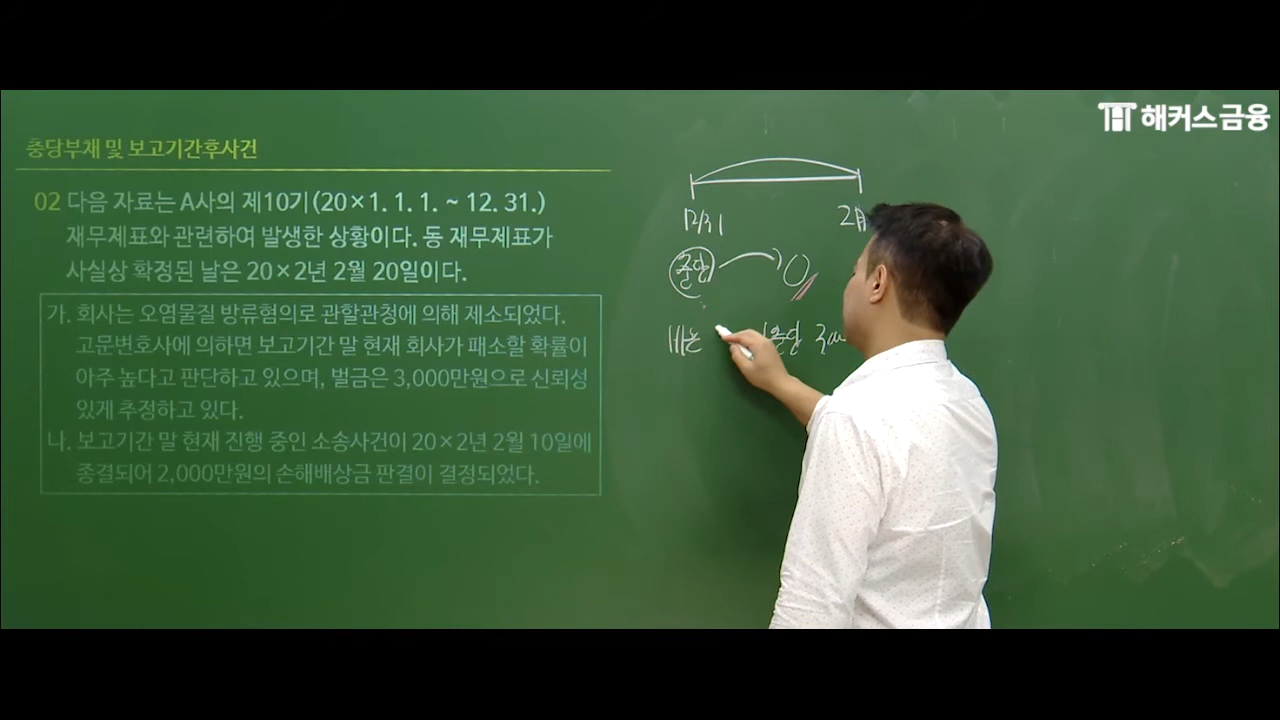 해커스금융
충당부채 및 보고기간후사건
02 다음 자료는 A사의 제10기(20×1. 1. 1. ~ 12. 31.)
재무제표와 관련하여 발생한 상황이다. 동 재무제표가
사실상 확정된 날은 20×2년 2월 20일이다.
가. 회사는 오염물질 방류혐의로 관할관청에 의해 제소되었다.
고문변호사에 의하면 보고기간 말 현재 회사가 패소할 확률이
아주 높다고 판단하고 있으며, 벌금은 3,000만원으로 신뢰성
있게 추정하고 있다.
나. 보고기간 말 현재 진행 중인 소송사건이 20×2년 2월 10일에
종결되어 2,000만원의 손해배상금 판결이 결정되었다.
12/31
2月
충당
비용
충당